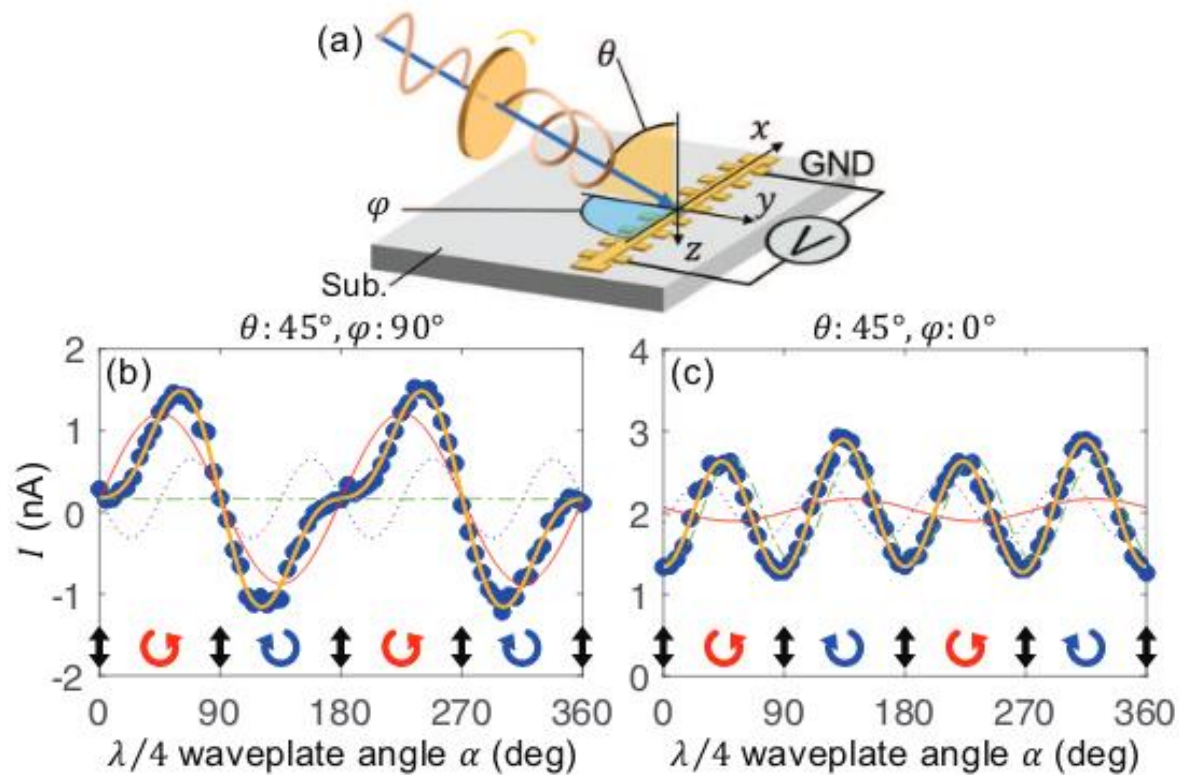 (a)
θ
x
GND
φ
y
V
z
Sub.
θ: 45°, φ: 90°
θ: 45°, φ: 0°
(b)
(c)
2
1
0
-1
-2
I (nA)
0 90 180 270 360
λ/4 waveplate angle α (deg)
4
3
2
1
0
0 90 180 270 360
λ/4 waveplate angle α (deg)